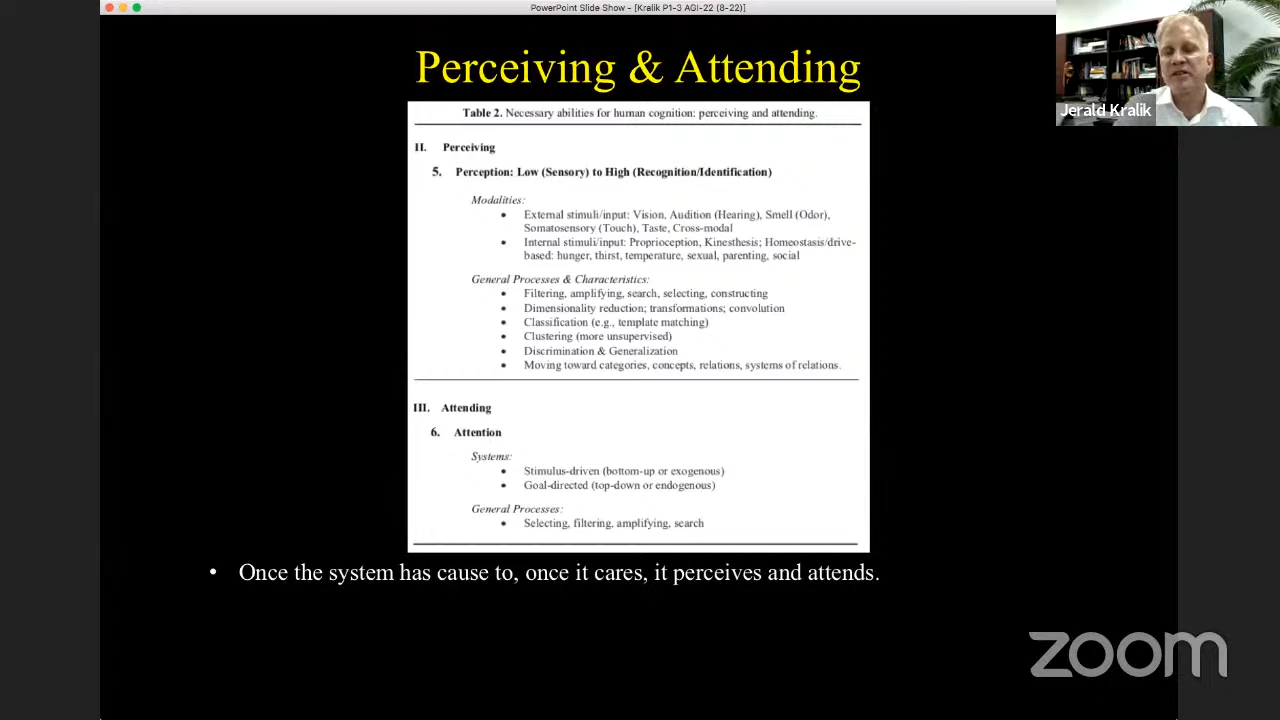 PowerPoint Slide Show - [Kralik P1-3 AGI-22 (8-22)]
Perceiving & Attending
Jerald Kralik
Table 2. Necessary abilities for human cognition: perceiving and attending.
II. Perceiving
5. Perception: Low (Sensory) to High (Recognition/Identification)
Modalities:
• External stimuli/input: Vision, Audition (Hearing), Smell (Odor),
Somatosensory (Touch), Taste, Cross-modal
• Internal stimuli/input: Proprioception, Kinesthesis; Homeostasis/drive-
based: hunger, thirst, temperature, sexual, parenting, social
General Processes & Characteristics:
• Filtering, amplifying, search, selecting, constructing
• Dimensionality reduction; transformations; convolution
• Classification (e.g., template matching)
• Clustering (more unsupervised)
• Discrimination & Generalization
• Moving toward categories, concepts, relations, systems of relations.
III. Attending
6. Attention
Systems:
• Stimulus-driven (bottom-up or exogenous)
• Goal-directed (top-down or endogenous)
General Processes:
• Selecting, filtering, amplifying, search
• Once the system has cause to, once it cares, it perceives and attends.
zoom